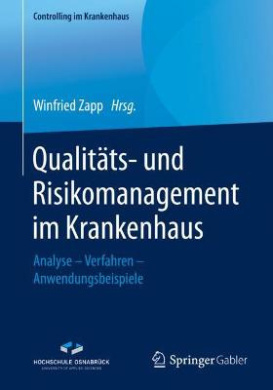 Controlling im Krankenhaus
Winfried Zapp Hrsg.
Qualitäts- und
Risikomanagement
im Krankenhaus
Analyse – Verfahren –
Anwendungsbeispiele
HOCHSCHULE OSNABRÜCK
UNIVERSITY OF APPLIED SCIENCES
Springer Gabler